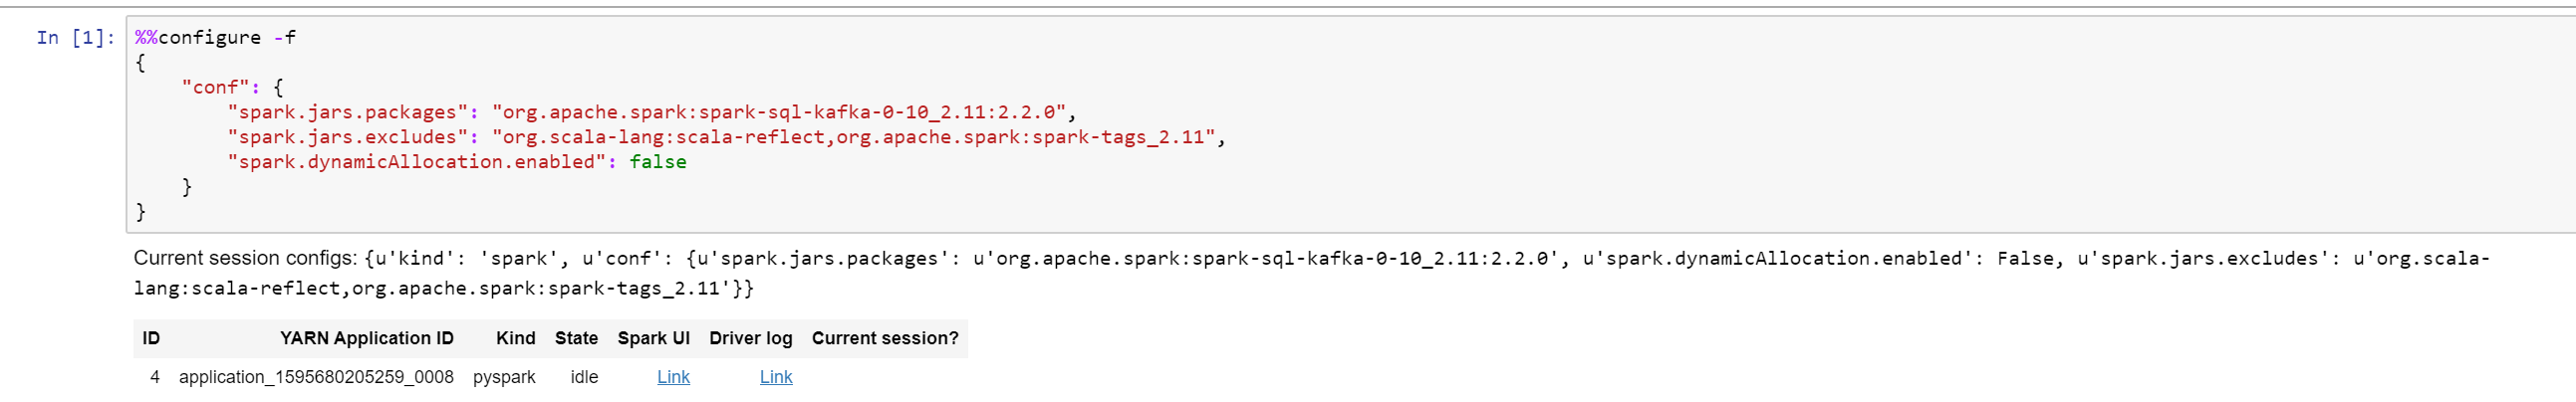 In [1]: %%configure -f
{
    "conf": {
        "spark.jars.packages": "org.apache.spark:spark-sql-kafka-0-10_2.11:2.2.0",
        "spark.jars.excludes": "org.scala-lang:scala-reflect,org.apache.spark:spark-tags_2.11",
        "spark.dynamicAllocation.enabled": false
    }
}
Current session configs: {u'kind': 'spark', u'conf': {u'spark.jars.packages': u'org.apache.spark:spark-sql-kafka-0-10_2.11:2.2.0', u'spark.dynamicAllocation.enabled': False, u'spark.jars.excludes': u'org.scala-
lang:scala-reflect,org.apache.spark:spark-tags_2.11'}}
ID YARN Application ID Kind State Spark UI Driver log Current session?
4 application_1595680205259_0008 pyspark idle Link Link